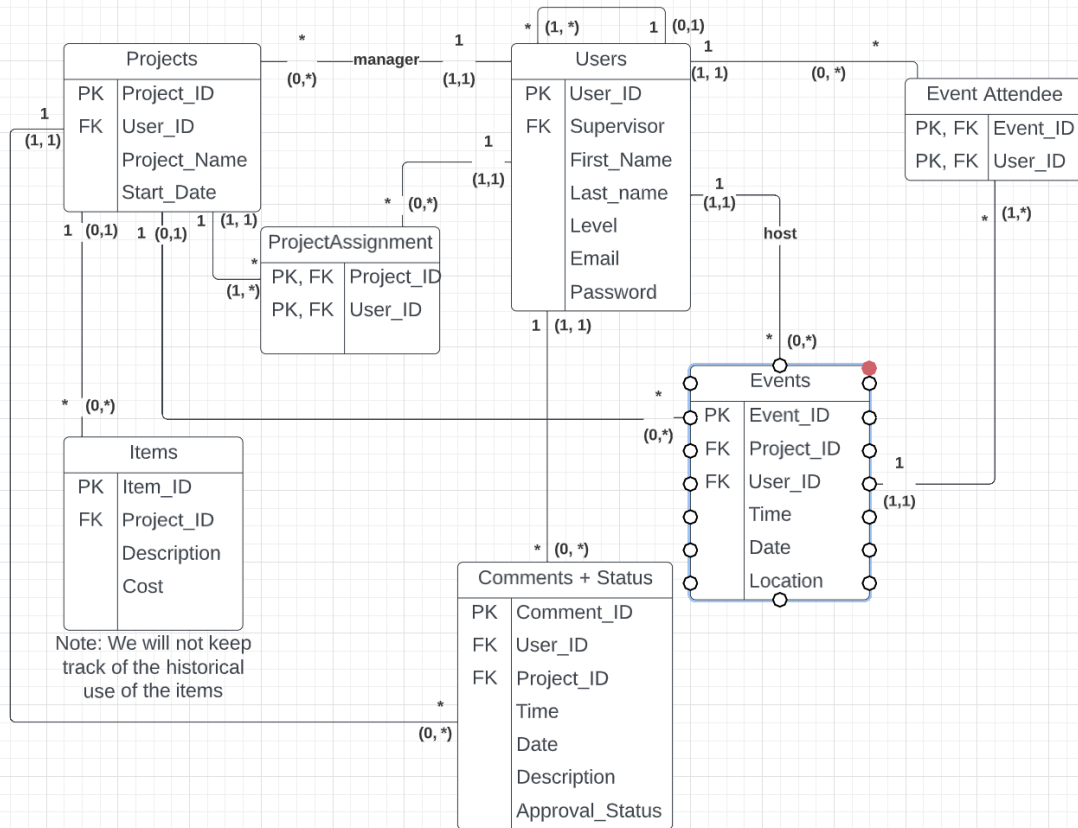 * (1, *) 1 (0,1)
Projects
PK Project_ID
FK User_ID
Project_Name
Start_Date
* manager 1
(0,*) (1,1)
Users
PK User_ID
FK Supervisor
First_Name
Last_name
Level
Email
Password
1 *
(1, 1) (0, *)
Event Attendee
PK, FK Event_ID
PK, FK User_ID
1
(1, 1)
1
(1,1)
* (0,*)
1 (0,1)
1 (0,1)
1 (1, 1)
*
(1, *)
ProjectAssignment
PK, FK Project_ID
PK, FK User_ID
1
(1,1)
host
* (0,*)
* (1,*)
1 (1, 1)
Events
PK Event_ID
FK Project_ID
FK User_ID
Time
Date
Location
*
(0,*)
1
(1,1)
* (0,*)
Items
PK Item_ID
FK Project_ID
Description
Cost
Note: We will not keep
track of the historical
use of the items
* (0, *)
Comments + Status
PK Comment_ID
FK User_ID
FK Project_ID
Time
Date
Description
Approval_Status
*
(0, *)